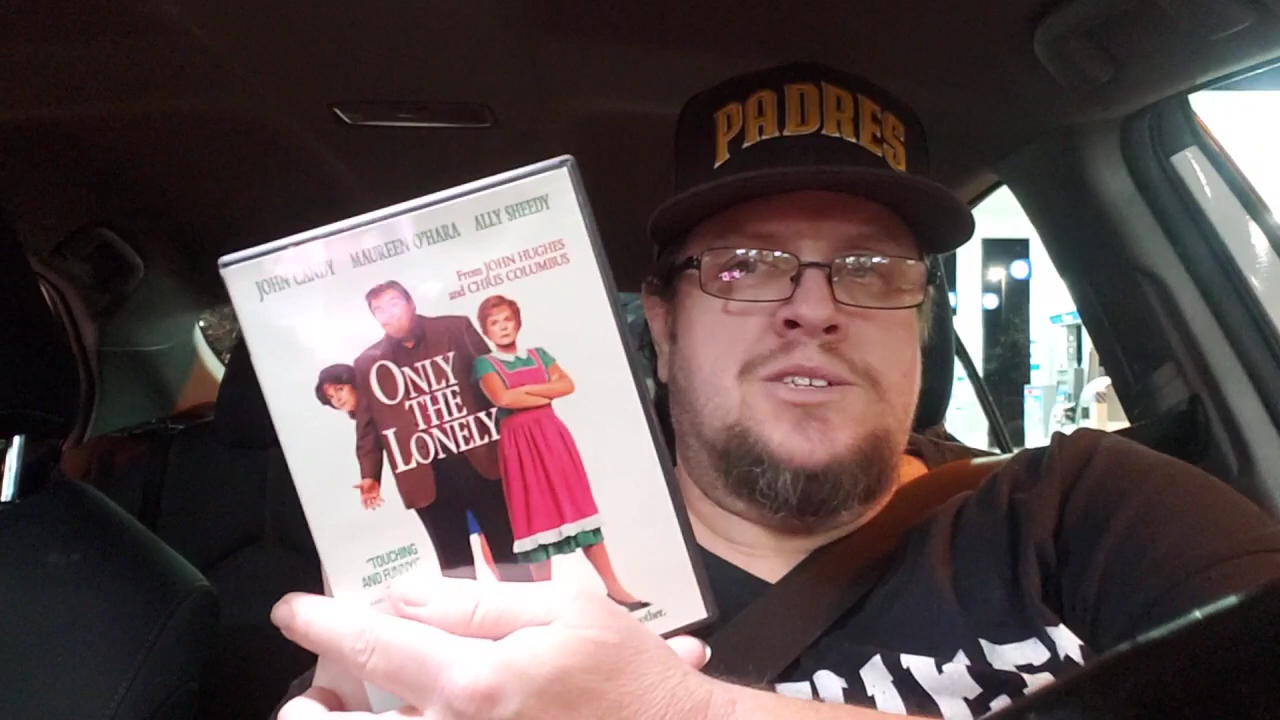 PADRES
JOHN CANDY MAUREEN O'HARA ALLY SHEEDY
From JOHN HUGHES
and CHRIS COLUMBUS
ONLY
THE
LONELY
"TOUCHING
AND FUNNY!"